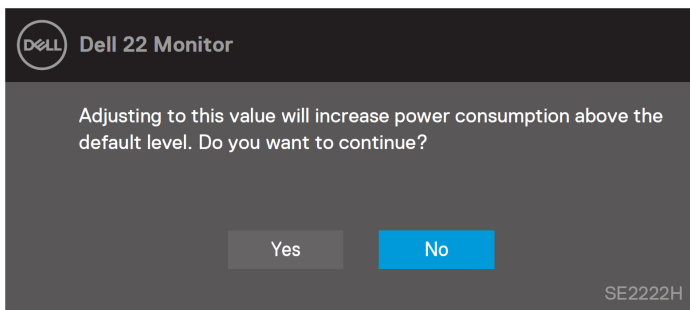 DELL Dell 22 Monitor
Adjusting to this value will increase power consumption above the
default level. Do you want to continue?
Yes No
SE2222H